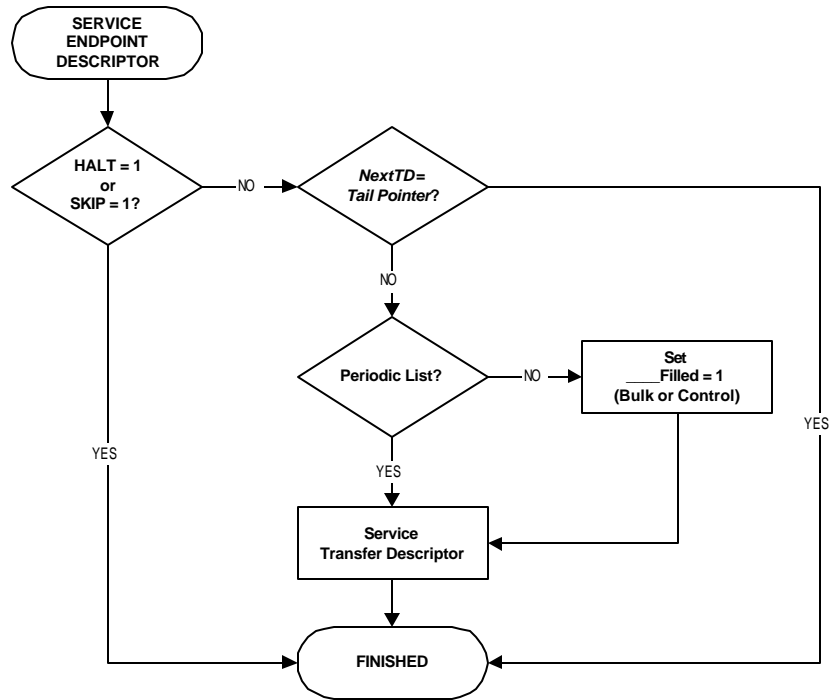 SERVICE
ENDPOINT
DESCRIPTOR
HALT = 1
or
SKIP = 1?
NO
NextTD=
Tail Pointer?
NO
Periodic List?
NO
Set
____Filled = 1
(Bulk or Control)
YES
YES
YES
Service
Transfer Descriptor
FINISHED